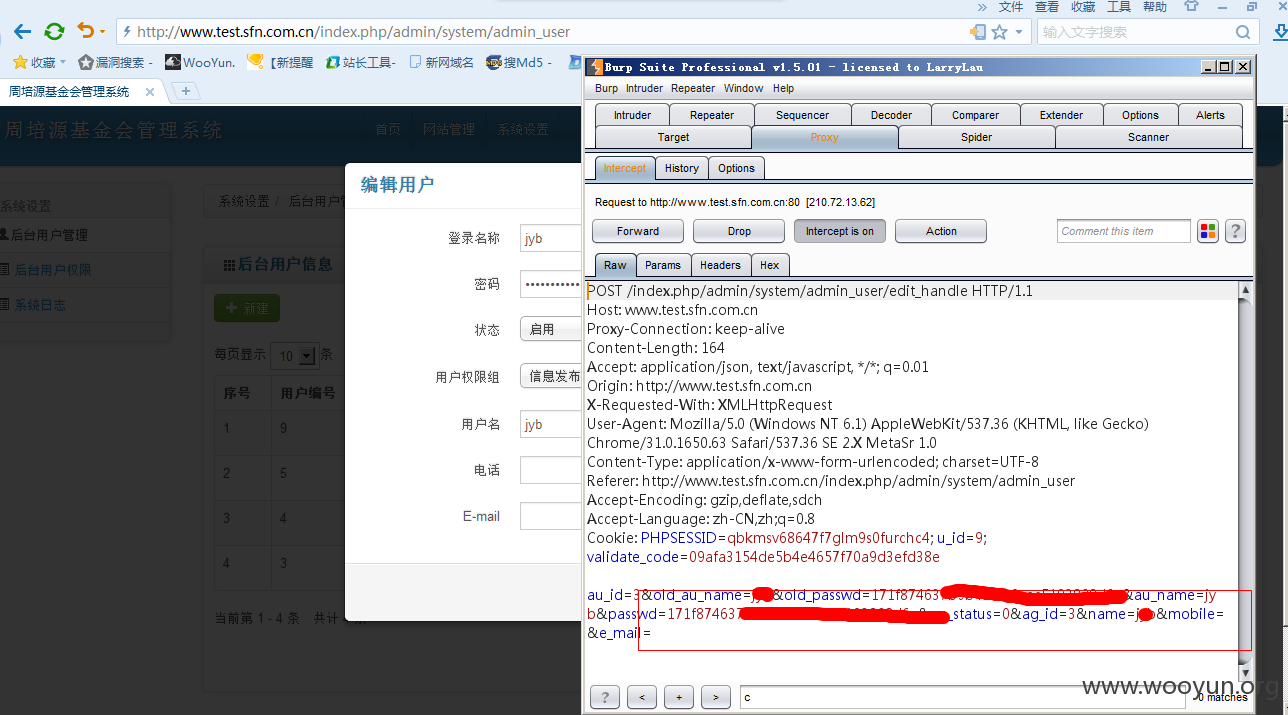 文件 查看 收藏 工具 帮助
http://www.test.sfn.com.cn/index.php/admin/system/admin_user
输入文字搜索
收藏 漏洞搜索 WooYun. 【新提醒 站长工具- 新网域名 搜Md5 -
周培源基金会管理系统
周培源基金会管理系统
首页 网站管理 系统设置
系统设置
后台用户管理
后台用户权限
系统日志
系统设置 / 后台用户
后台用户信息
新建
每页显示 10 条
序号 用户编号
1 9
2 5
3 4
4 3
当前第 1 - 4 条 共计
编辑用户
登录名称 jyb
密码 ●●●●●●●●●●●
状态 启用
用户权限组 信息发布
用户名 jyb
电话
E-mail
Burp Suite Professional v1.5.01 - licensed to LarryLau
Burp Intruder Repeater Window Help
Intruder Repeater Sequencer Decoder Comparer Extender Options Alerts
Target Proxy Spider Scanner
Intercept History Options
Request to http://www.test.sfn.com.cn:80 [210.72.13.62]
Forward Drop Intercept is on Action Comment this item ?
Raw Params Headers Hex
POST /index.php/admin/system/admin_user/edit_handle HTTP/1.1
Host: www.test.sfn.com.cn
Proxy-Connection: keep-alive
Content-Length: 164
Accept: application/json, text/javascript, */*; q=0.01
Origin: http://www.test.sfn.com.cn
X-Requested-With: XMLHttpRequest
User-Agent: Mozilla/5.0 (Windows NT 6.1) AppleWebKit/537.36 (KHTML, like Gecko)
Chrome/31.0.1650.63 Safari/537.36 SE 2.X MetaSr 1.0
Content-Type: application/x-www-form-urlencoded; charset=UTF-8
Referer: http://www.test.sfn.com.cn/index.php/admin/system/admin_user
Accept-Encoding: gzip,deflate,sdch
Accept-Language: zh-CN,zh;q=0.8
Cookie: PHPSESSID=qbkmsv68647f7glm9s0furchc4; u_id=9;
validate_code=09afa3154de5b4e4657f70a9d3efd38e
au_id=3&old_au_name=j &old_passwd=171f87463 &au_name=jy
b&passwd=171f874637 _status=0&ag_id=3&name=j &mobile=
&e_mail=
? < + > c 0 matches
www.wooyun.org